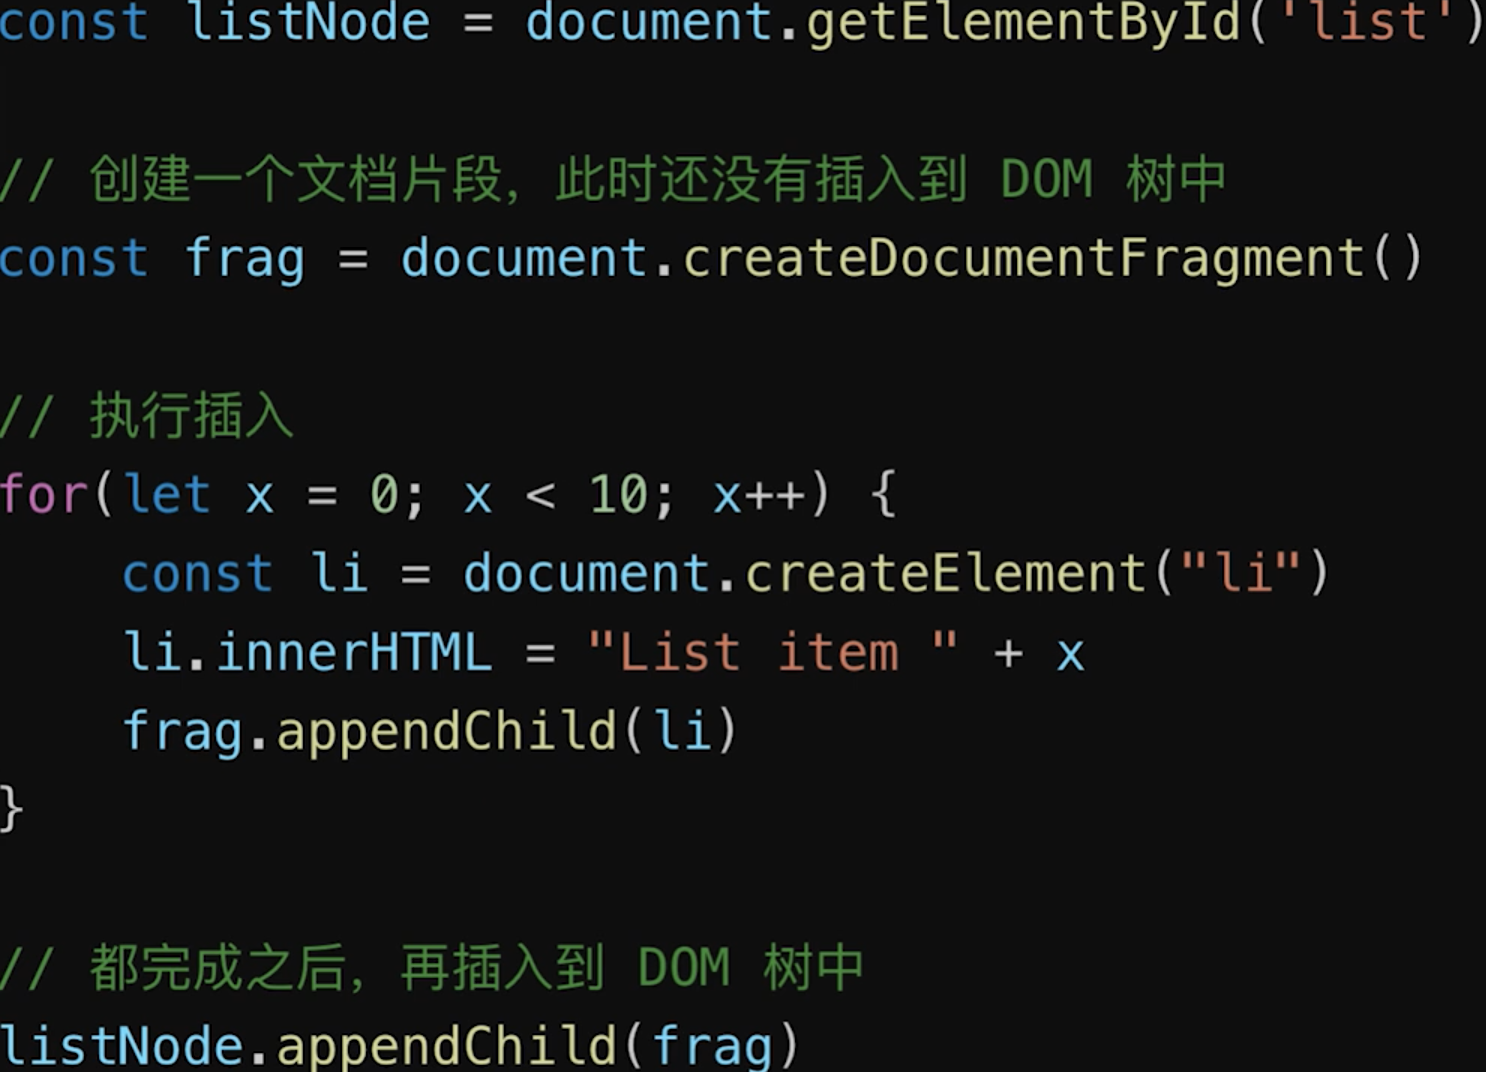 const listNode = document.getElementById('list')
// 创建一个文档片段，此时还没有插入到 DOM 树中
const frag = document.createDocumentFragment()
// 执行插入
for(let x = 0; x < 10; x++) {
    const li = document.createElement("li")
    li.innerHTML = "List item " + x
    frag.appendChild(li)
}
// 都完成之后，再插入到 DOM 树中
listNode.appendChild(frag)